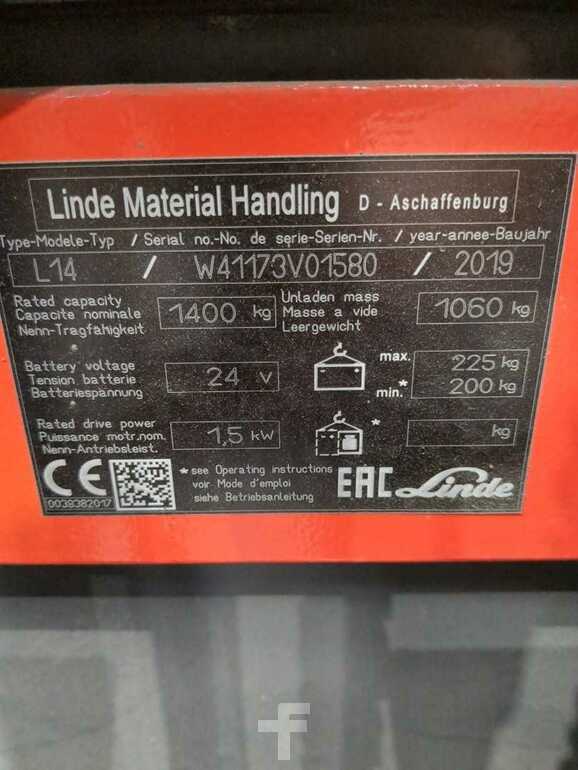 Linde Material Handling D - Aschaffenburg
Type-Modele-Typ / Serial no.-No. de serie-Serien-Nr. / year-annee-Baujahr
L14 / W41173V01580 / 2019
Rated capacity
Capacite nominale
Nenn-Tragfähigkeit
1400 kg
Unladen mass
Masse a vide
Leergewicht
1060 kg
Battery voltage
Tension batterie
Batteriespannung
24 v
max. 225 kg
min.* 200 kg
Rated drive power
Puissance motr.nom.
Nenn-Antriebsleist.
1,5 kW
* kg
CE
0039382017
*see Operating instructions
voir Mode d'emploi
siehe Betriebsanleitung
EAC Linde
f